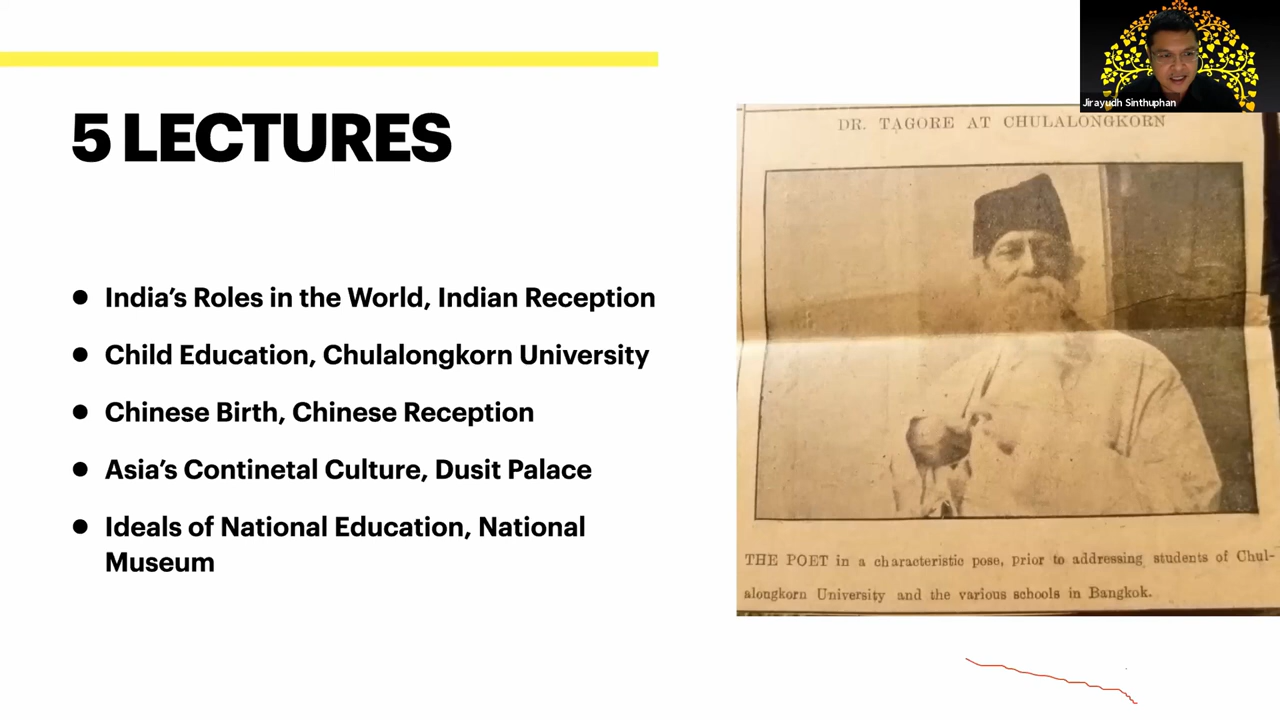 Jirayudh Sinthuphan
5 LECTURES
● India’s Roles in the World, Indian Reception
● Child Education, Chulalongkorn University
● Chinese Birth, Chinese Reception
● Asia’s Continetal Culture, Dusit Palace
● Ideals of National Education, National
Museum
DR. TAGORE AT CHULALONGKORN
THE POET in a characteristic pose, prior to addressing students of Chul-
alongkorn University and the various schools in Bangkok.